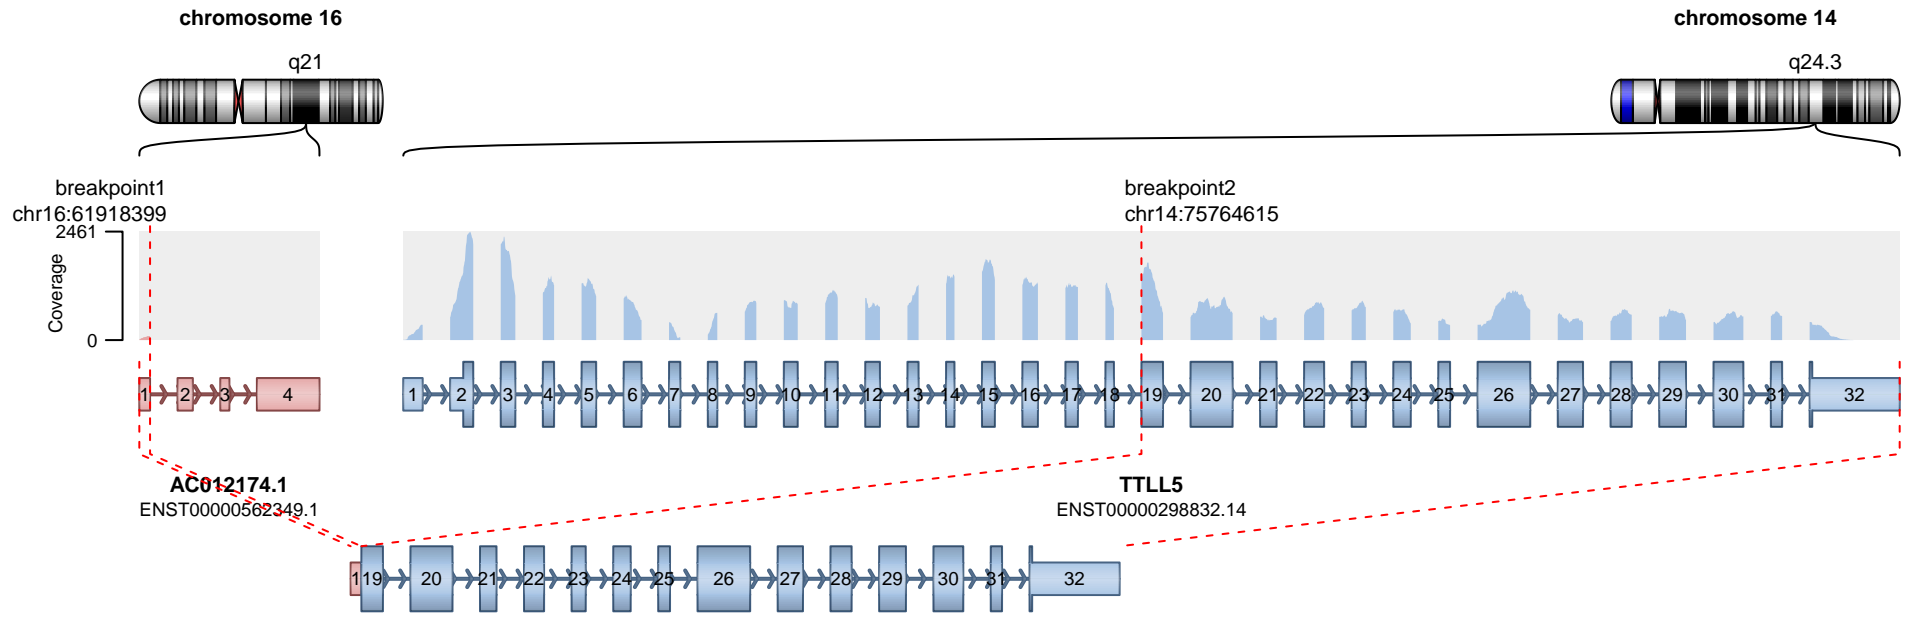 chromosome 16
chromosome 14
q21
q24.3
breakpoint1
chr16:61918399
breakpoint2
chr14:75764615
2461
Coverage
0
1 2 3 4
1 2 3 4 5 6 7 8 9 10 11 12 13 14 15 16 17 18 19 20 21 22 23 24 25 26 27 28 29 30 31 32
AC012174.1
ENST00000562349.1
TTLL5
ENST00000298832.14
1 19 20 21 22 23 24 25 26 27 28 29 30 31 32